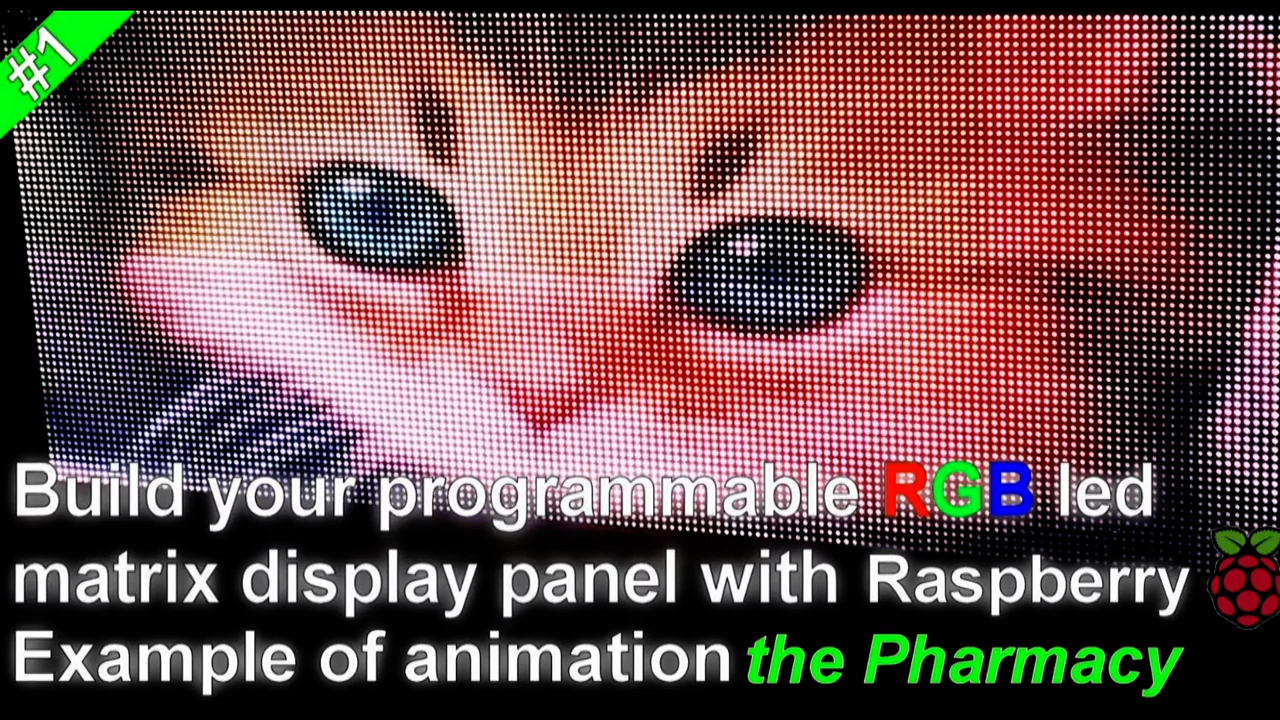 #1
Build your programmable RGB led
matrix display panel with Raspberry
Example of animation the Pharmacy